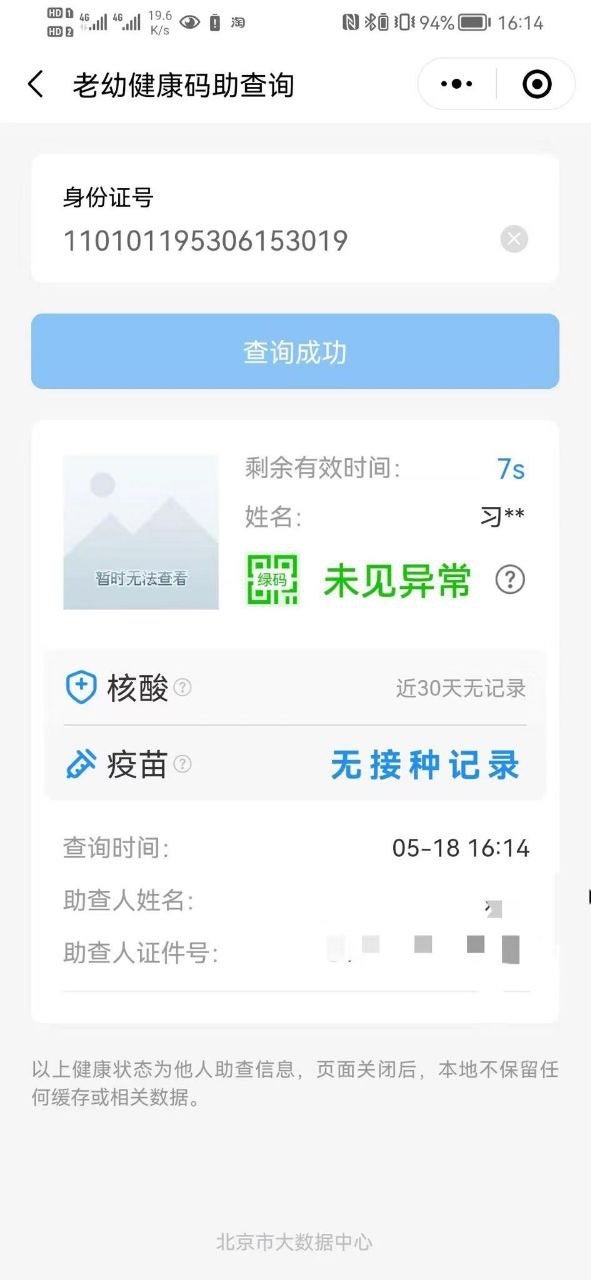 HD 1 4G 4G 19.6 94% 16:14
HD 2 K/s 淘
老幼健康码助查询
身份证号
110101195306153019
查询成功
剩余有效时间: 7s
姓名: 习**
暂时无法查看
绿码 未见异常 ?
核酸 ? 近30天无记录
疫苗 ? 无接种记录
查询时间: 05-18 16:14
助查人姓名:
助查人证件号:
以上健康状态为他人助查信息，页面关闭后，本地不保留任
何缓存或相关数据。
北京市大数据中心